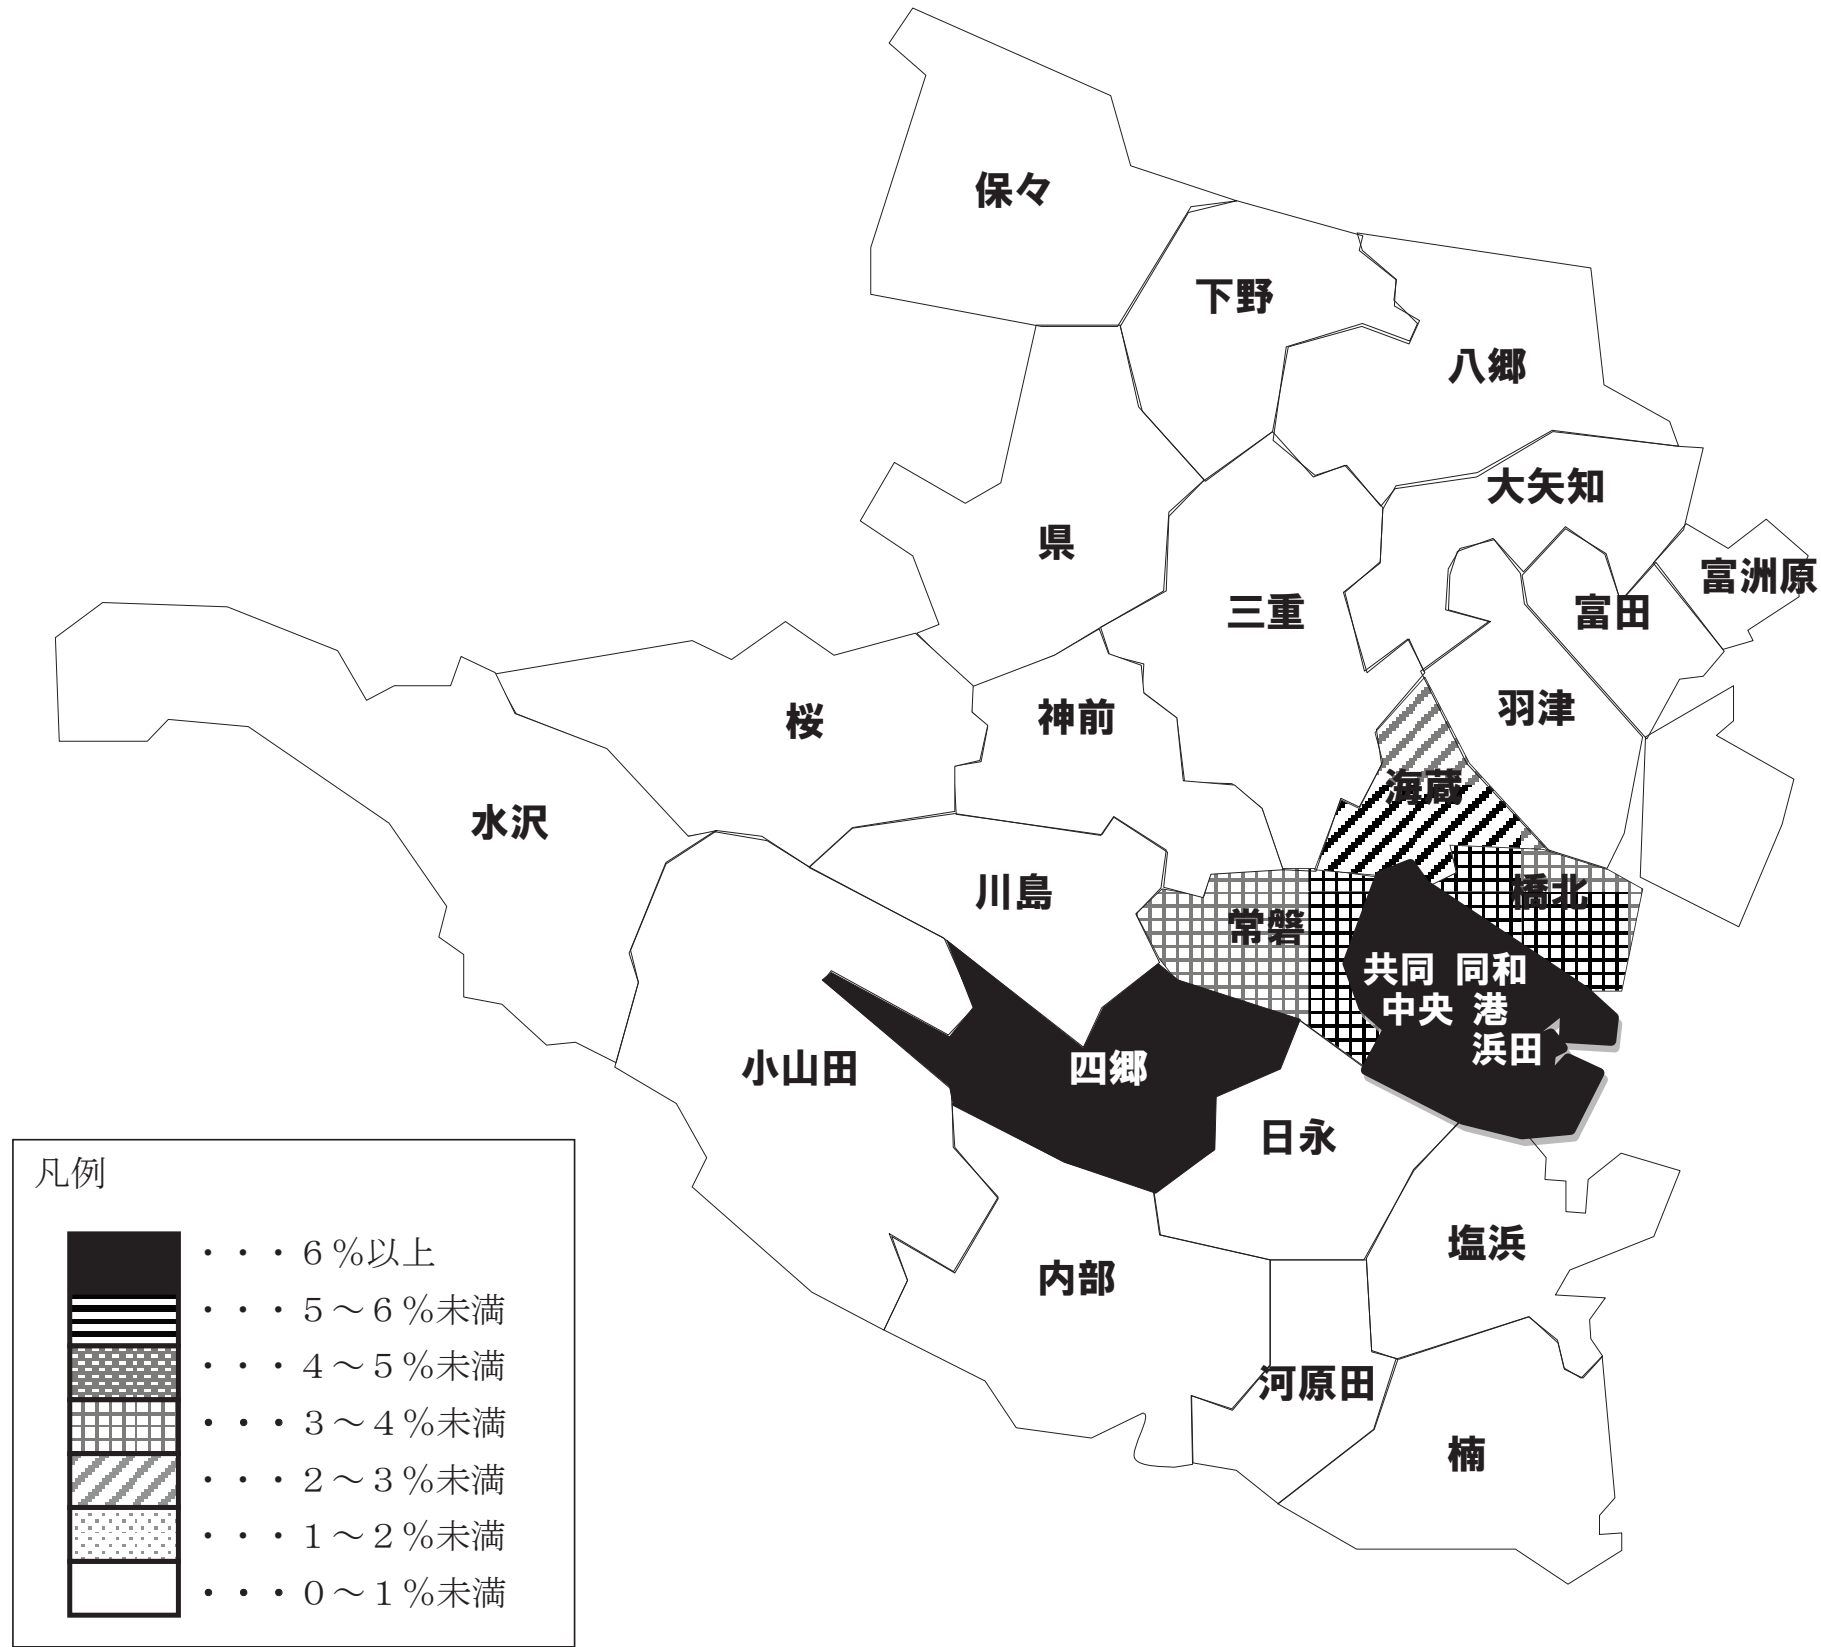 保々
下野
八郷
大矢知
県
富洲原
三重
富田
桜
神前
羽津
海蔵
水沢
川島
常磐
橋北
共同 同和
中央 港
浜田
小山田
四郷
日永
塩浜
内部
河原田
楠
凡例
・・・６％以上
・・・５～６％未満
・・・４～５％未満
・・・３～４％未満
・・・２～３％未満
・・・１～２％未満
・・・０～１％未満